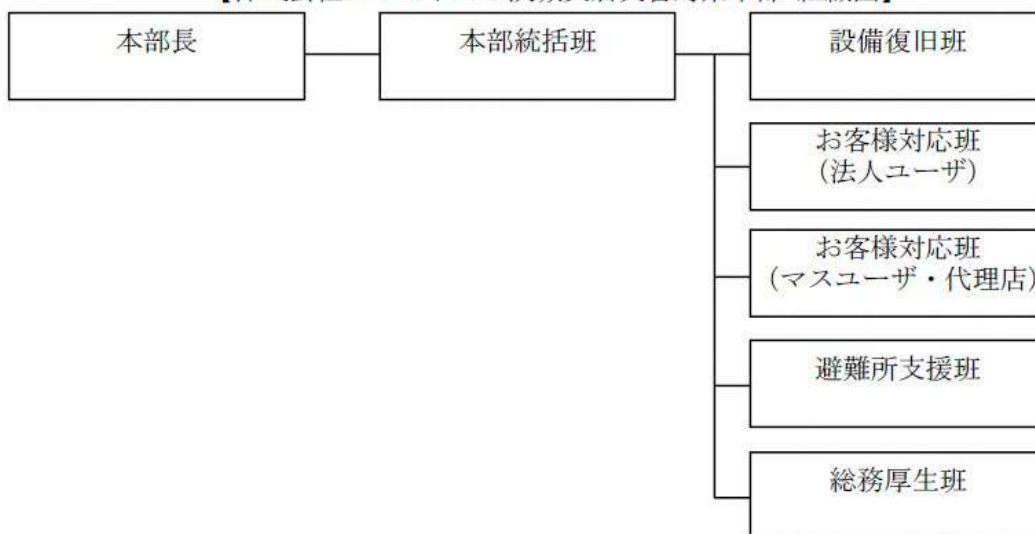 本部長
本部統括班
設備復旧班
お客様対応班
(法人ユーザ)
お客様対応班
(マスユーザ・代理店)
避難所支援班
総務厚生班